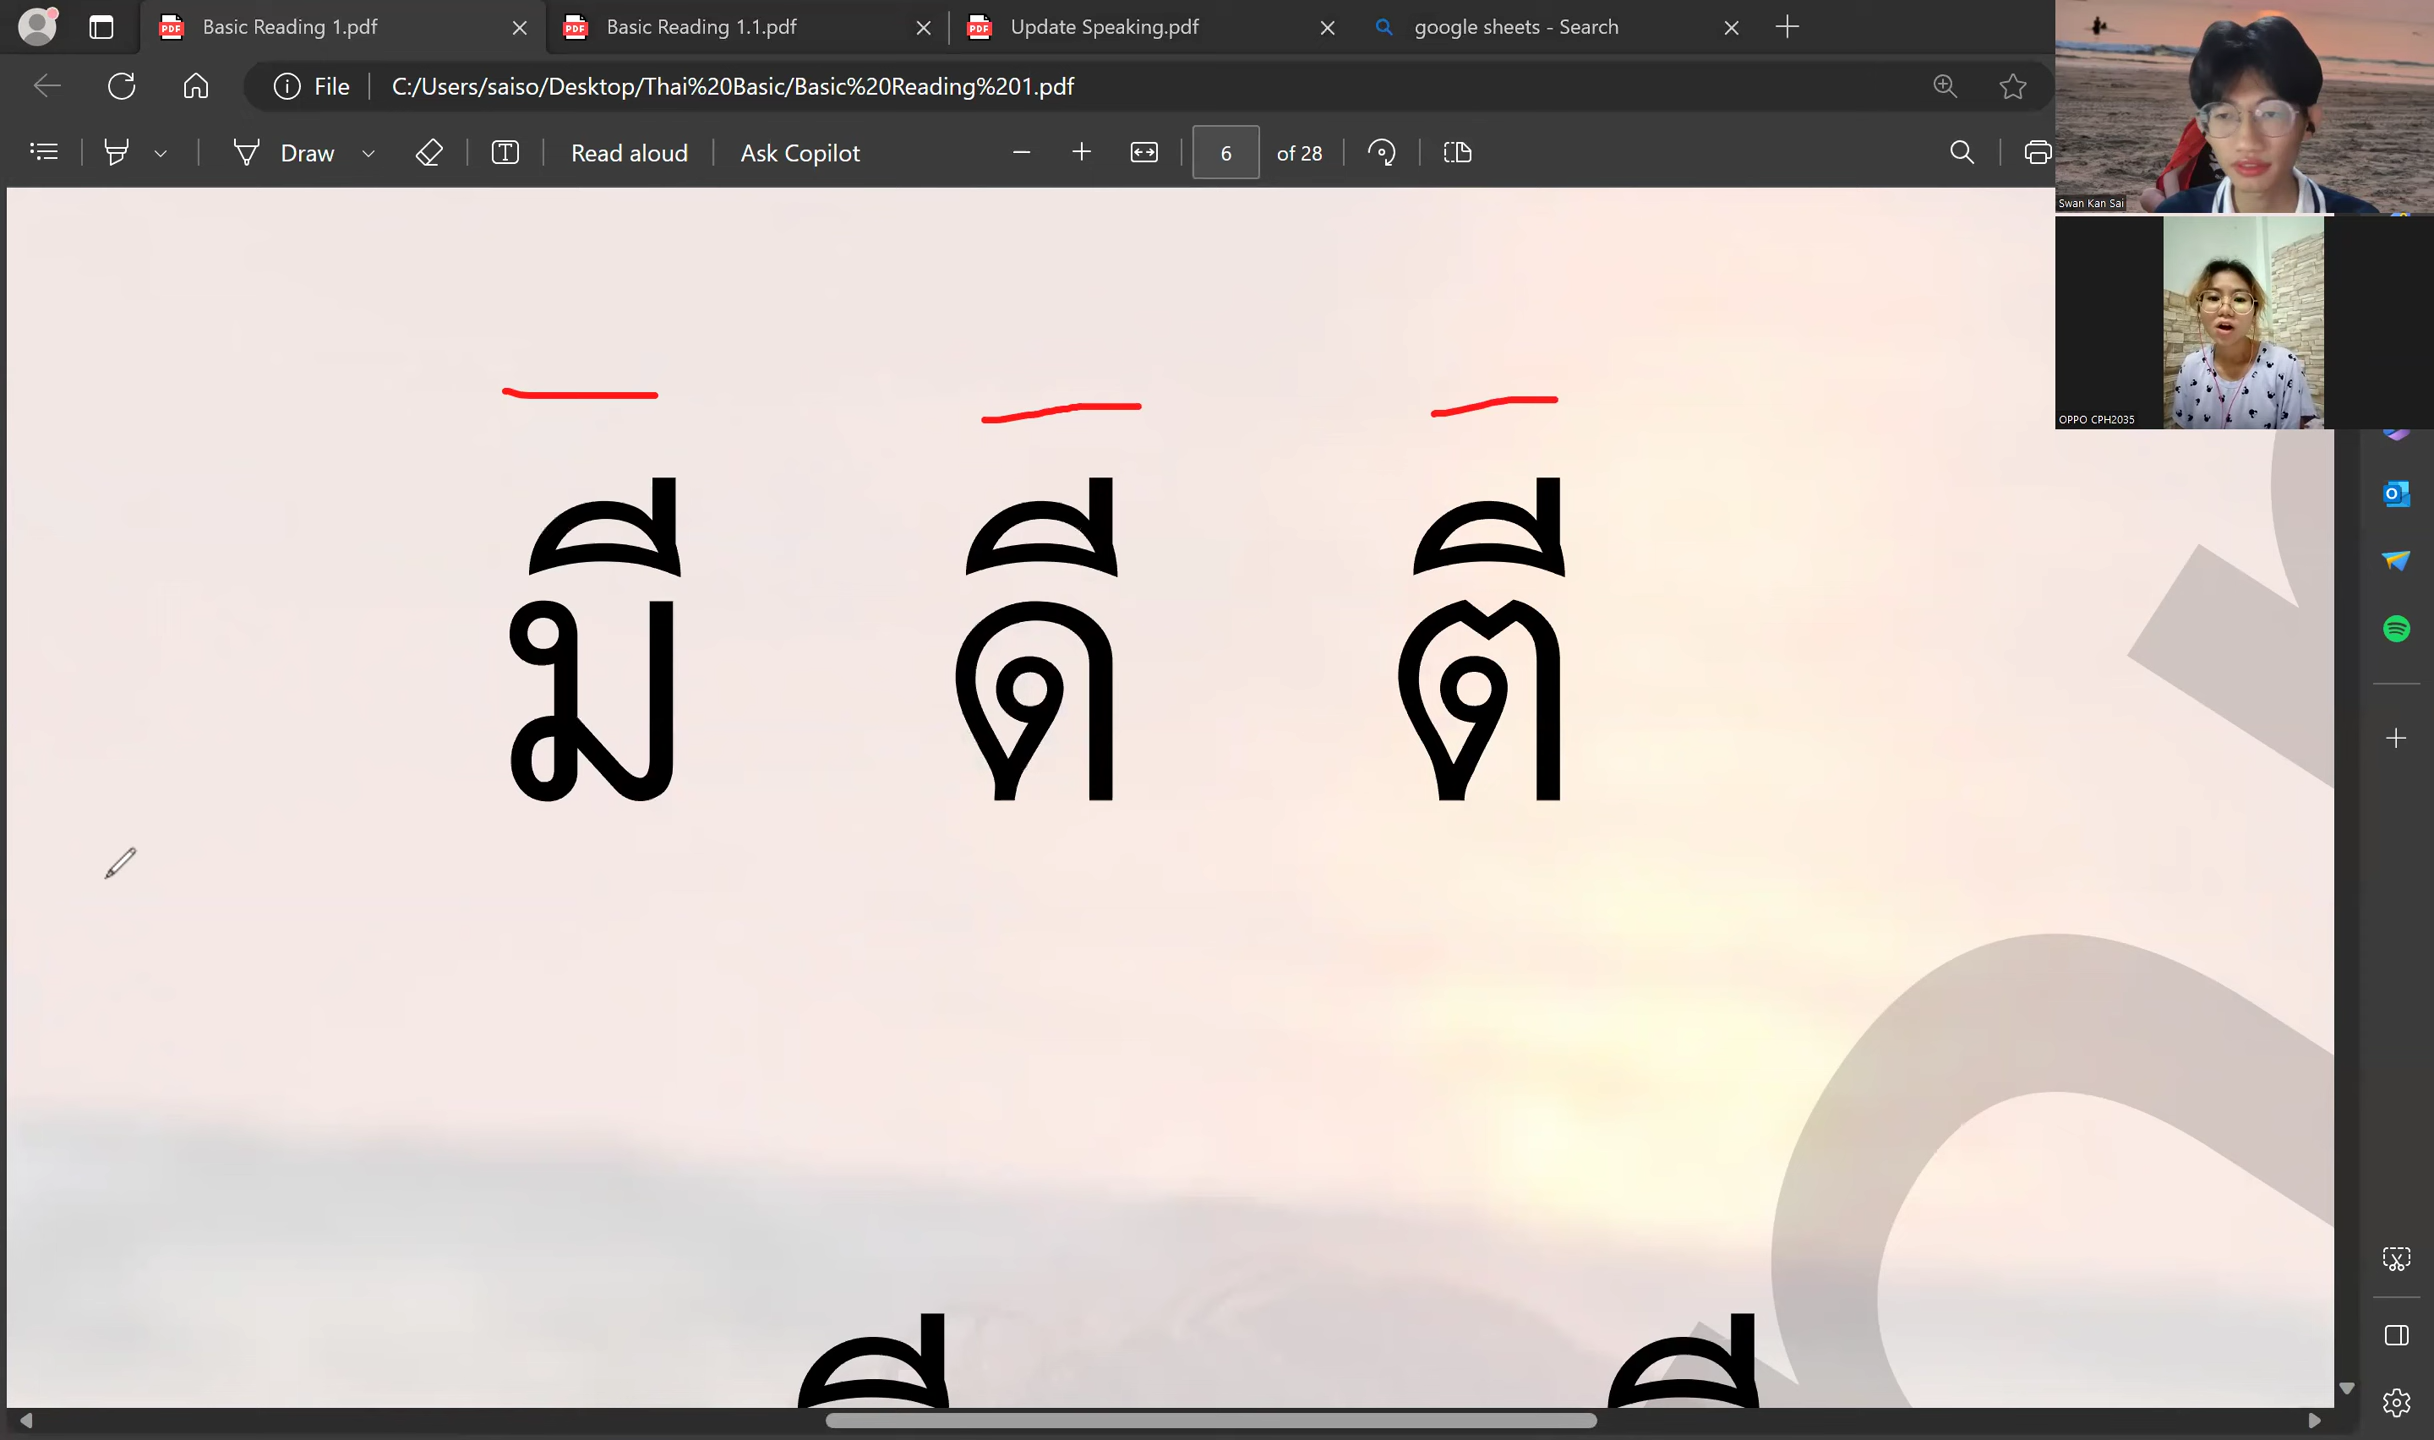 Basic Reading 1.pdf
Basic Reading 1.1.pdf
Update Speaking.pdf
google sheets - Search
File
C:/Users/saiso/Desktop/Thai%20Basic/Basic%20Reading%201.pdf
Draw
Read aloud
Ask Copilot
6 of 28
Swan Kan Sai
OPPO CPH2035
มี ดี ตี